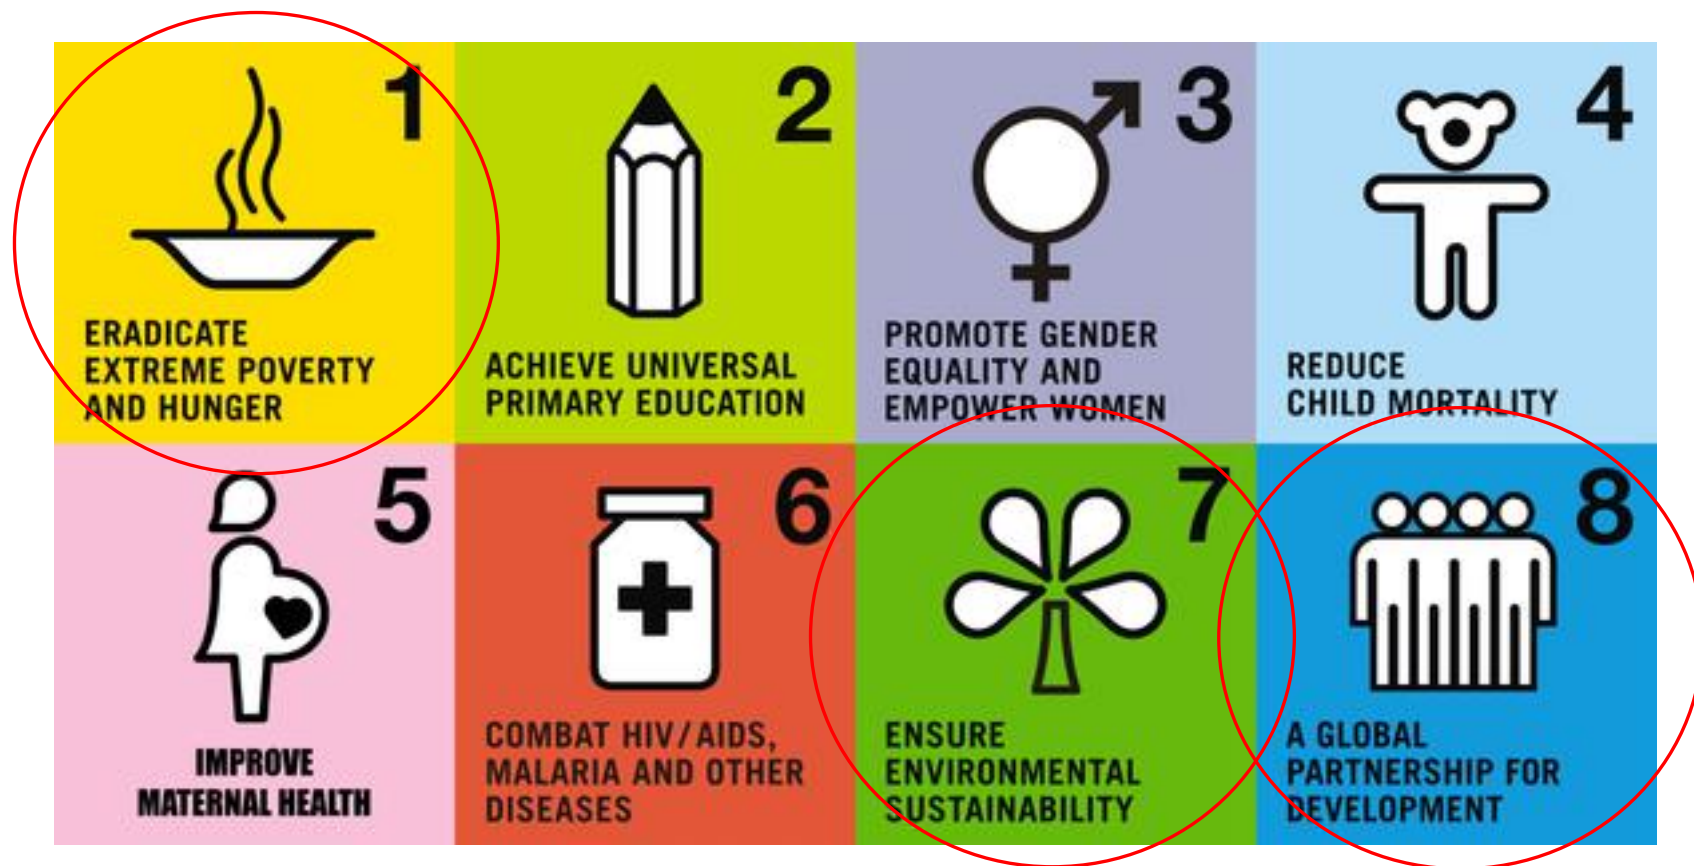 1
ERADICATE
EXTREME POVERTY
AND HUNGER
2
ACHIEVE UNIVERSAL
PRIMARY EDUCATION
3
PROMOTE GENDER
EQUALITY AND
EMPOWER WOMEN
4
REDUCE
CHILD MORTALITY
5
IMPROVE
MATERNAL HEALTH
6
COMBAT HIV/AIDS,
MALARIA AND OTHER
DISEASES
7
ENSURE
ENVIRONMENTAL
SUSTAINABILITY
8
A GLOBAL
PARTNERSHIP FOR
DEVELOPMENT